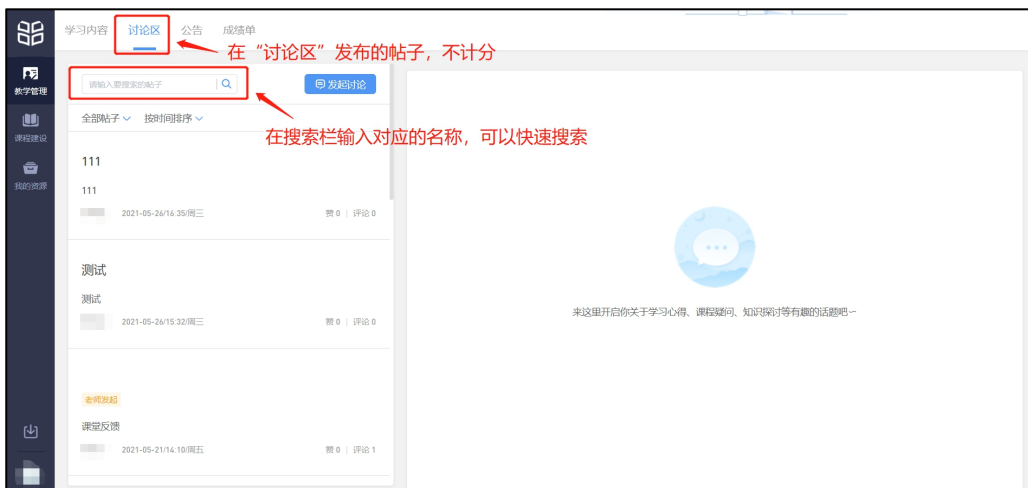 学习内容 讨论区 公告 成绩单
在“讨论区”发布的帖子，不计分
教学管理
请输入要搜索的帖子
发起讨论
课程建设
全部帖子 按时间排序
在搜索栏输入对应的名称，可以快速搜索
我的资源
111
111
2021-05-26/16:35/周三 赞 0 | 评论 0
测试
测试
2021-05-26/15:32/周三 赞 0 | 评论 0
来这里开启你关于学习心得、课程疑问、知识探讨等有趣的话题吧~
老师发起
课堂反馈
2021-05-21/14:10/周五 赞 0 | 评论 1